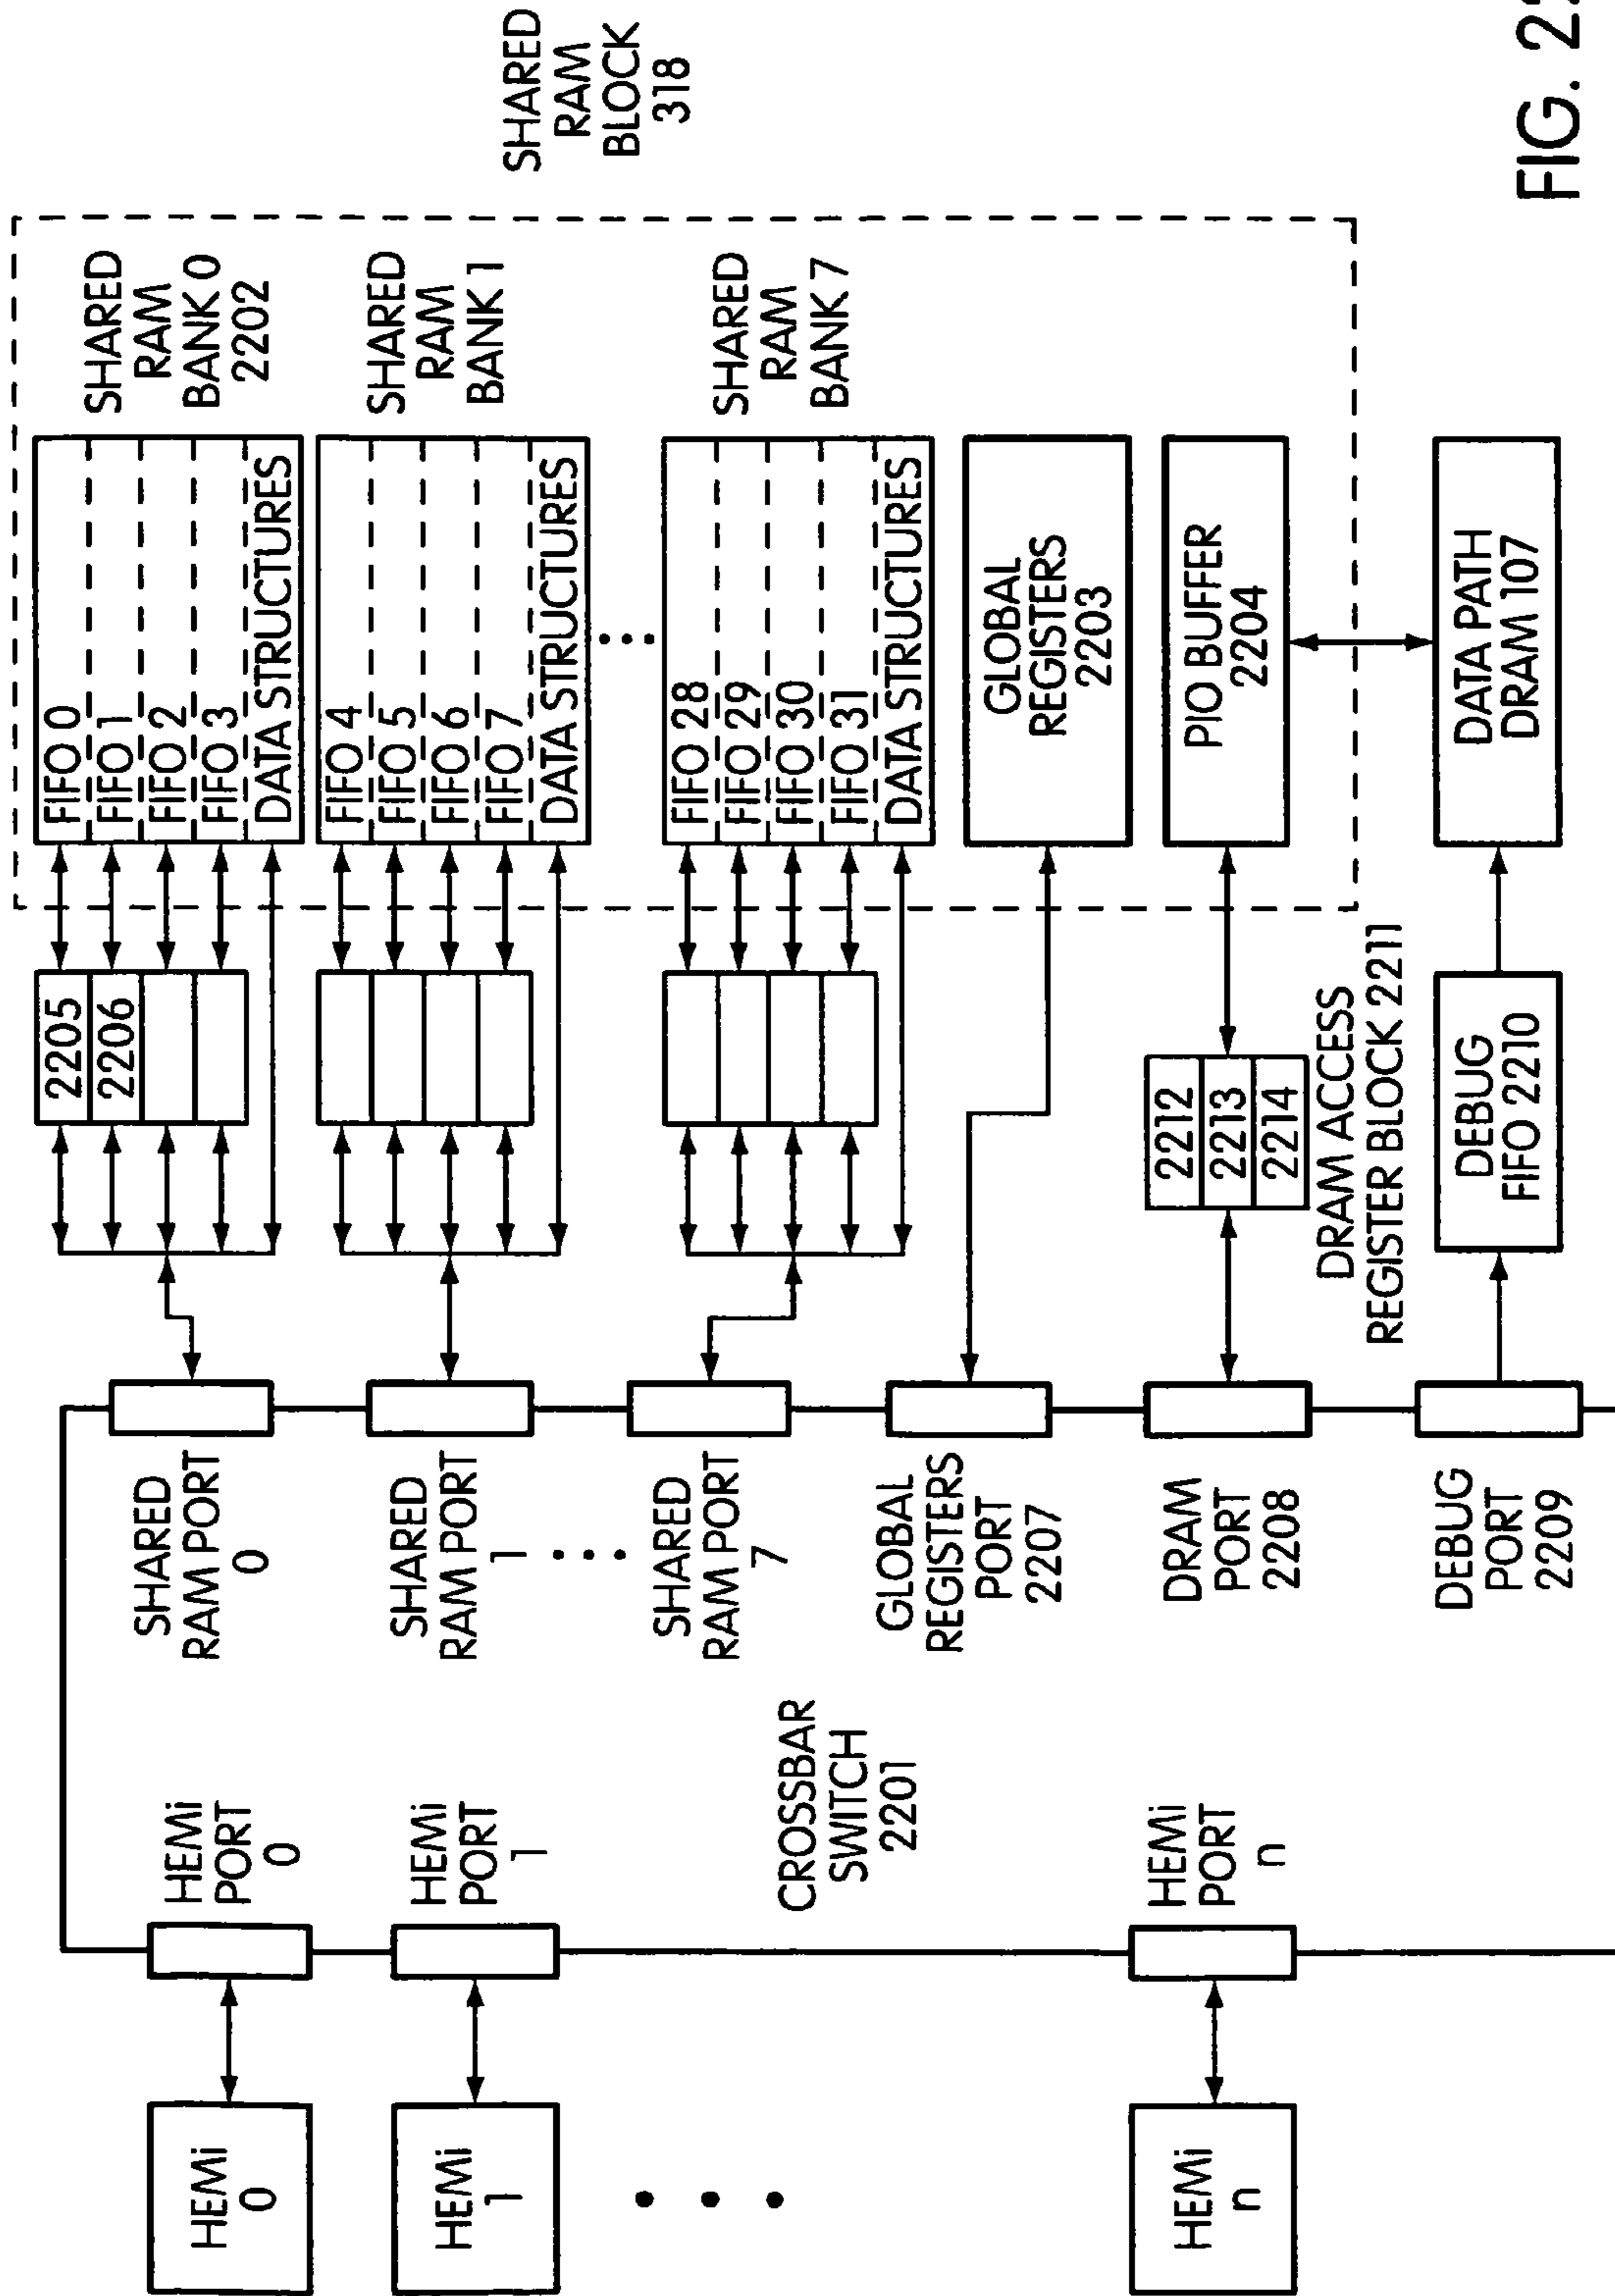 HEMi
0
HEMi
1
HEMi
n
HEMi
PORT
0
HEMi
PORT
1
HEMi
PORT
n
CROSSBAR
SWITCH
2201
SHARED
RAM PORT
0
SHARED
RAM PORT
1
SHARED
RAM PORT
7
GLOBAL
REGISTERS
PORT
2207
DRAM
PORT
2208
DEBUG
PORT
2209
2205
2206
2212
2213
2214
DRAM ACCESS
REGISTER BLOCK 2211
DEBUG
FIFO 2210
FIFO 0
FIFO 1
FIFO 2
FIFO 3
DATA STRUCTURES
FIFO 4
FIFO 5
FIFO 6
FIFO 7
DATA STRUCTURES
FIFO 28
FIFO 29
FIFO 30
FIFO 31
DATA STRUCTURES
GLOBAL
REGISTERS
2203
PIO BUFFER
2204
DATA PATH
DRAM 107
SHARED
RAM
BANK 0
2202
SHARED
RAM
BANK 1
SHARED
RAM
BANK 7
SHARED
RAM
BLOCK
318